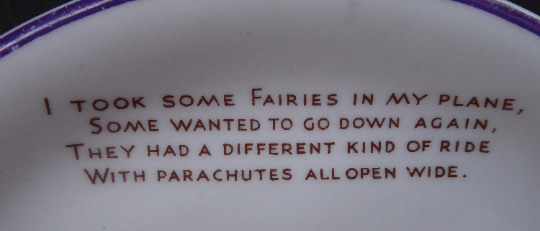 I TOOK SOME FAIRIES IN MY PLANE,
SOME WANTED TO GO DOWN AGAIN,
THEY HAD A DIFFERENT KIND OF RIDE
WITH PARACHUTES ALL OPEN WIDE.